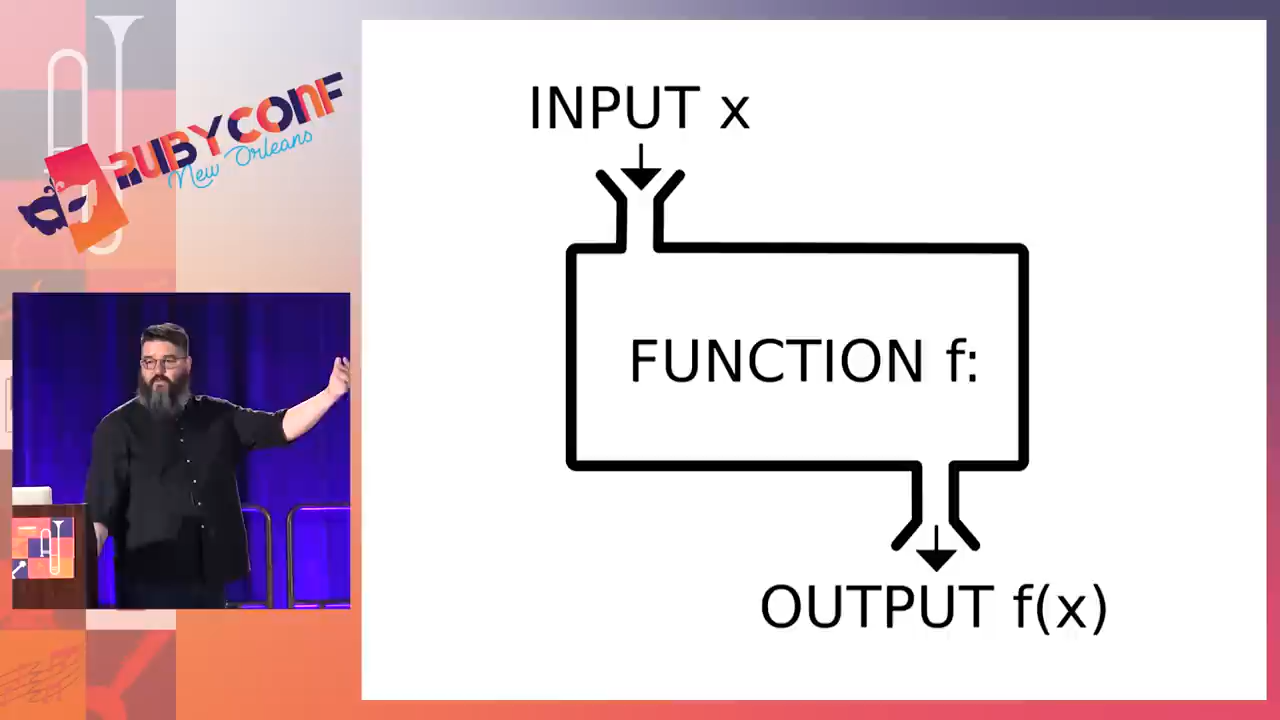 RUBYCONF
New Orleans
INPUT x
FUNCTION f:
OUTPUT f(x)